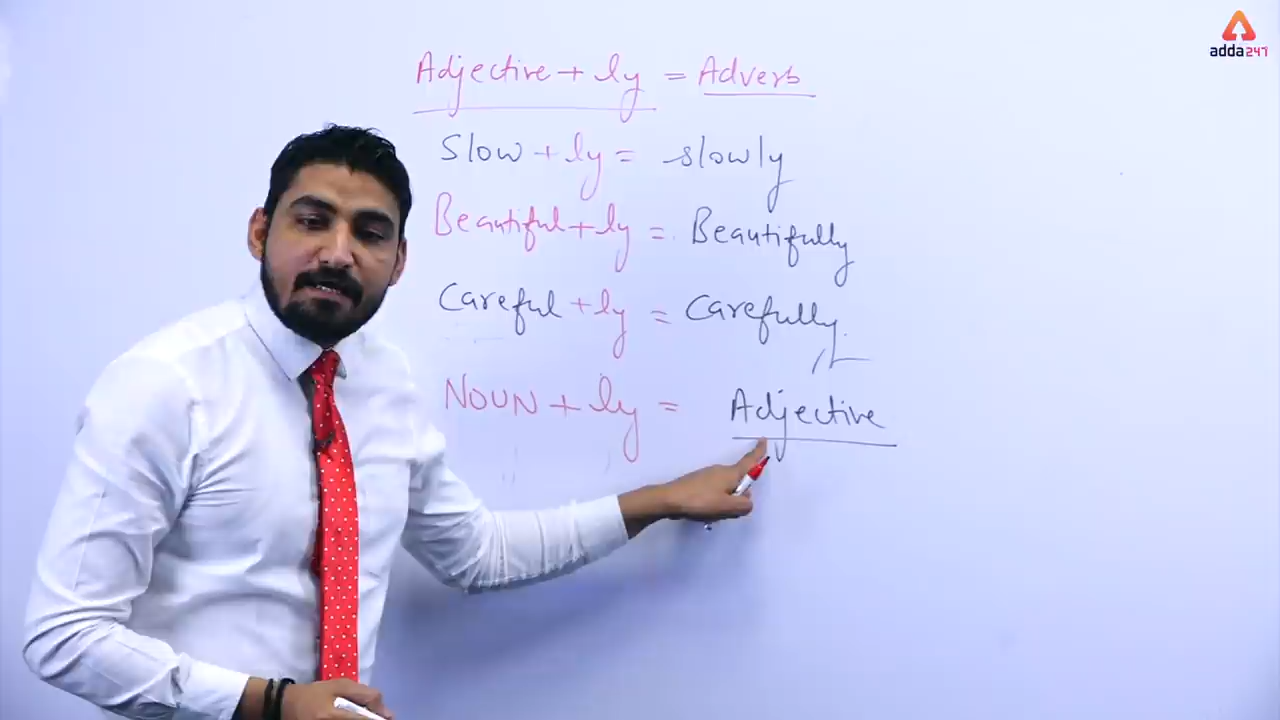 adda247
Adjective + ly = Adverb
Slow + ly = slowly
Beautiful + ly = Beautifully
Careful + ly = Carefully
NOUN + ly = Adjective